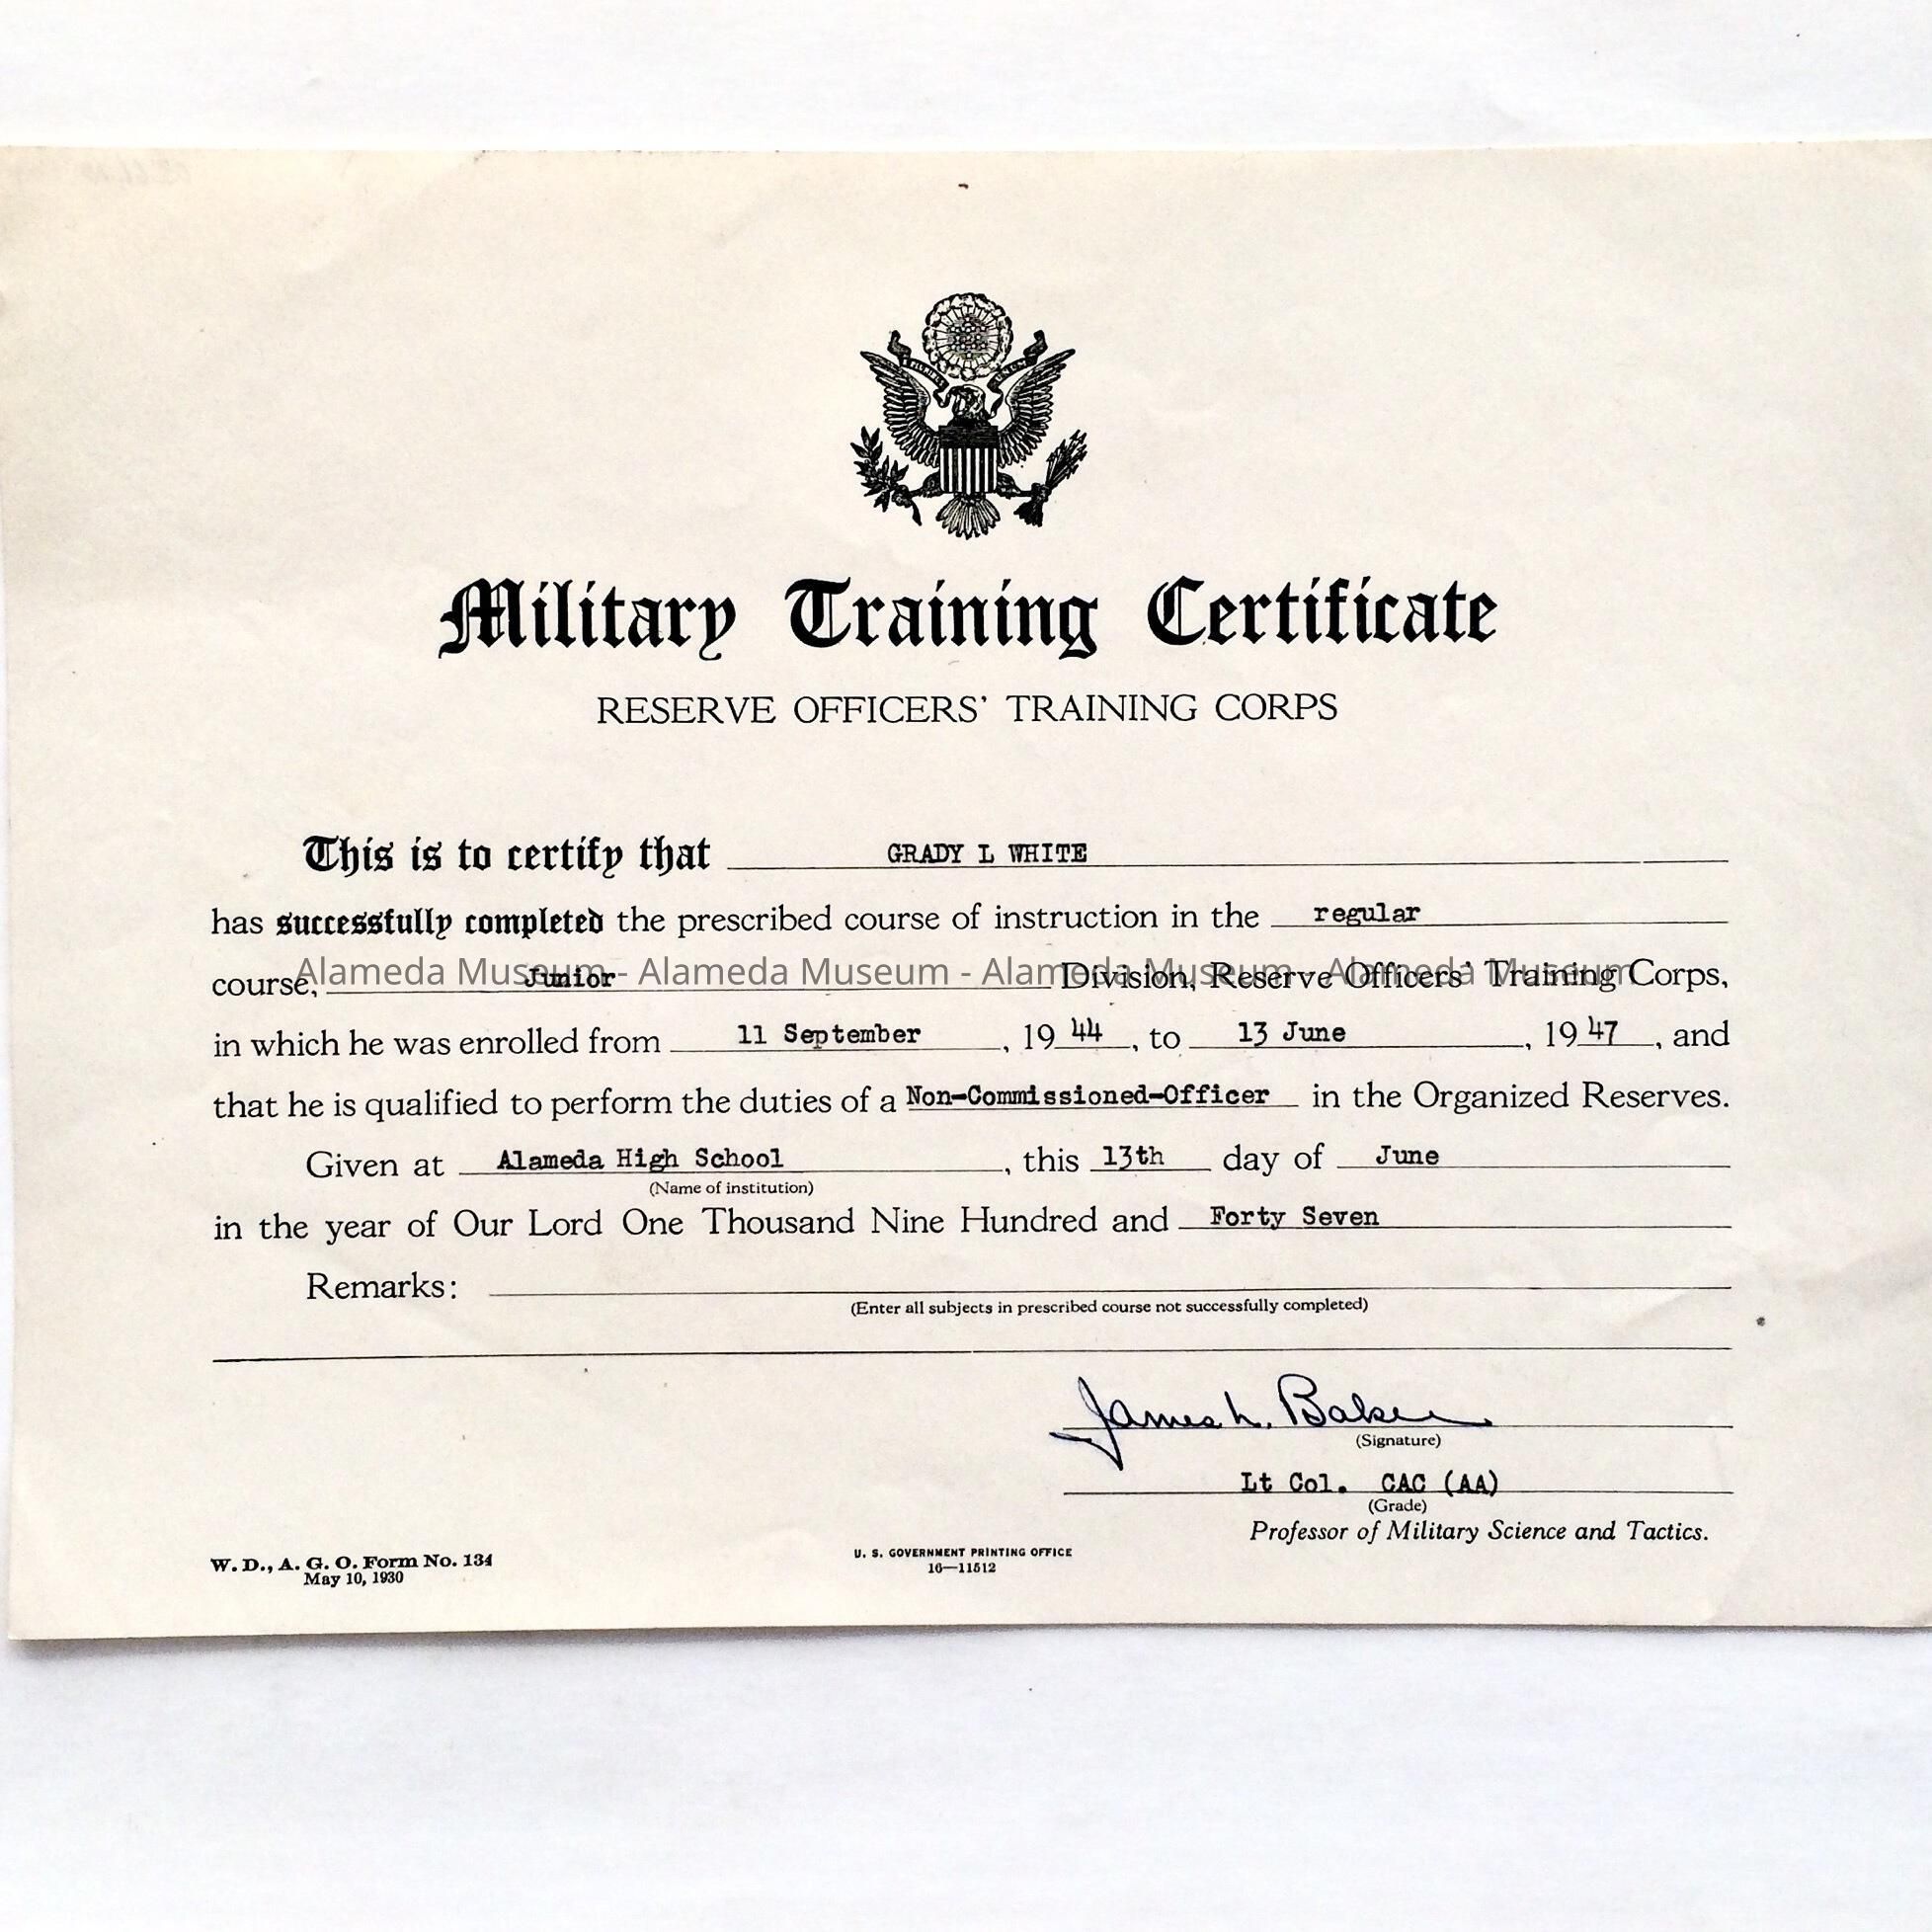 Military Training Certificate
RESERVE OFFICERS' TRAINING CORPS
This is to certify that GRADY L WHITE
has successfully completed the prescribed course of instruction in the regular
course, Junior Division, Reserve Officers' Training Corps,
Alameda Museum - Alameda Museum - Alameda Museum - Alameda Museum
in which he was enrolled from 11 September, 19 44, to 13 June, 19 47, and
that he is qualified to perform the duties of a Non-Commissioned-Officer in the Organized Reserves.
Given at Alameda High School, this 13th day of June
(Name of institution)
in the year of Our Lord One Thousand Nine Hundred and Forty Seven
Remarks:
(Enter all subjects in prescribed course not successfully completed)
James L. Baker
(Signature)
Lt Col. CAC (AA)
(Grade)
Professor of Military Science and Tactics.
W. D., A. G. O. Form No. 134
May 10, 1930
U. S. GOVERNMENT PRINTING OFFICE
16—11512